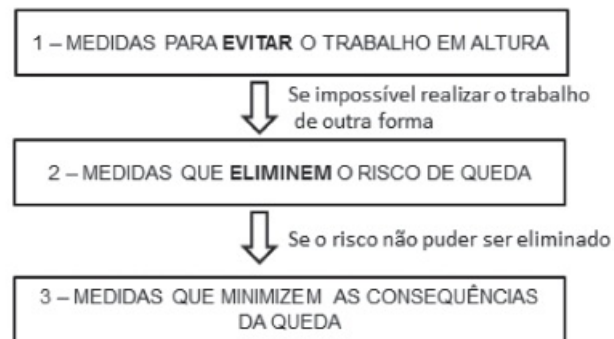 1 – MEDIDAS PARA EVITAR O TRABALHO EM ALTURA
Se impossível realizar o trabalho
de outra forma
2 – MEDIDAS QUE ELIMINEM O RISCO DE QUEDA
Se o risco não puder ser eliminado
3 – MEDIDAS QUE MINIMIZEM AS CONSEQUÊNCIAS
DA QUEDA